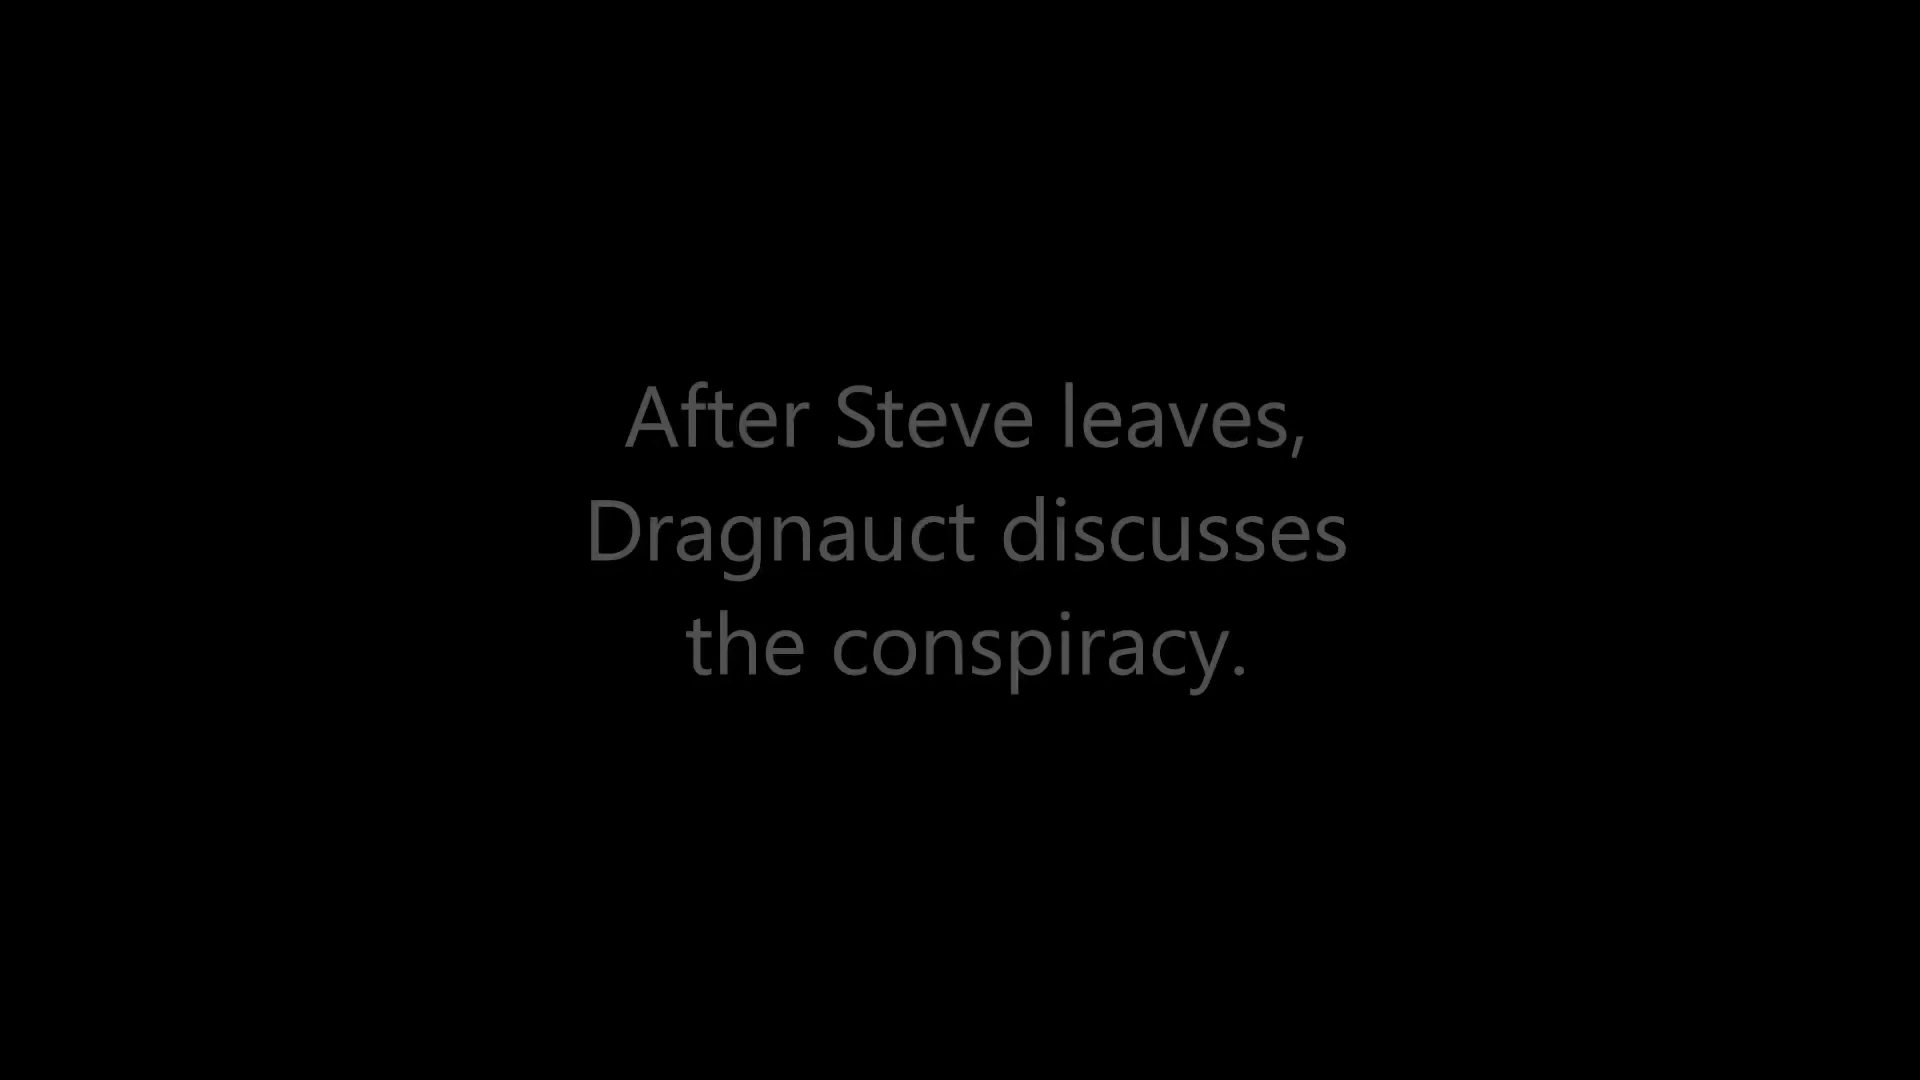 After Steve leaves,
Dragnauct discusses
the conspiracy.